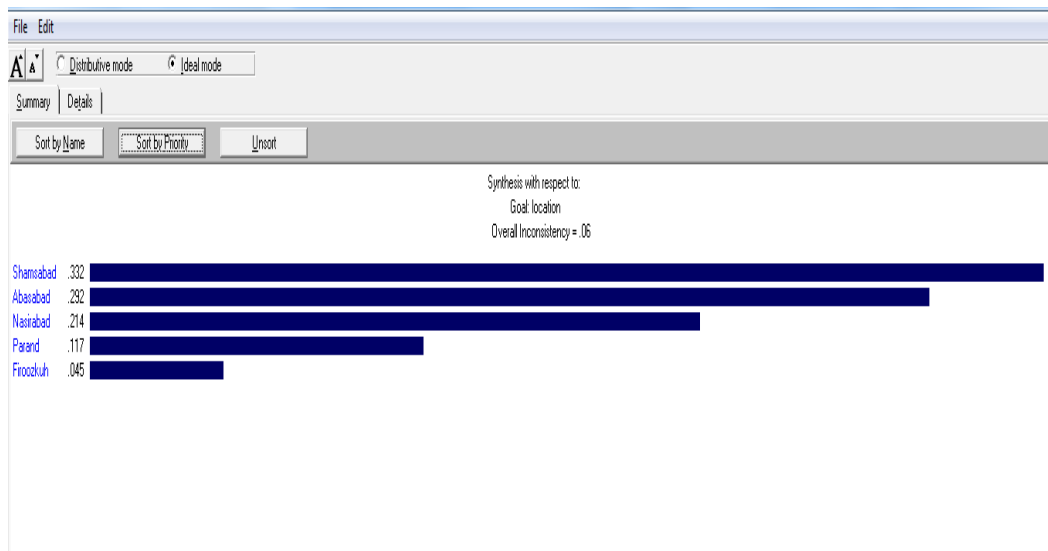 File Edit
A A Distributive mode Ideal mode
Summary Details
Sort by Name Sort by Priority Unsort
Synthesis with respect to:
Goal: location
Overall Inconsistency = .06
Shamsabad .332
Abasabad .292
Nasirabad .214
Parand .117
Firoozkuh .045